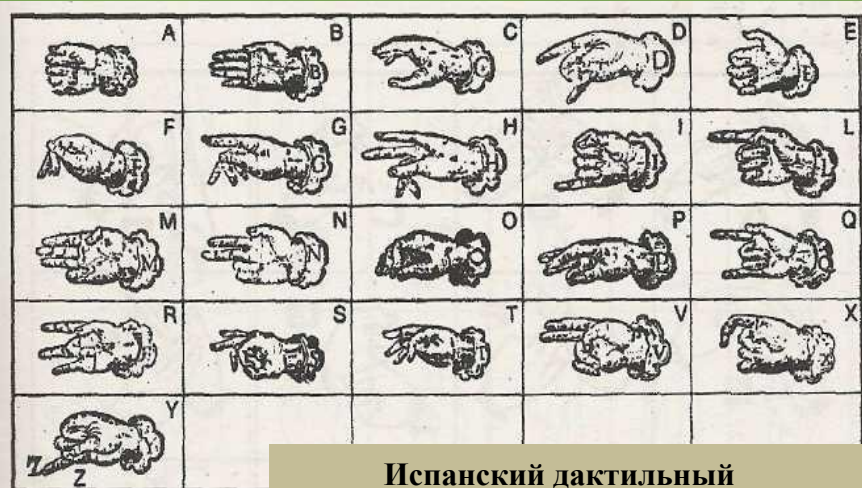 A B C D E
F G H I L
M N O P Q
R S T V X
Y
Z
Испанский дактильный